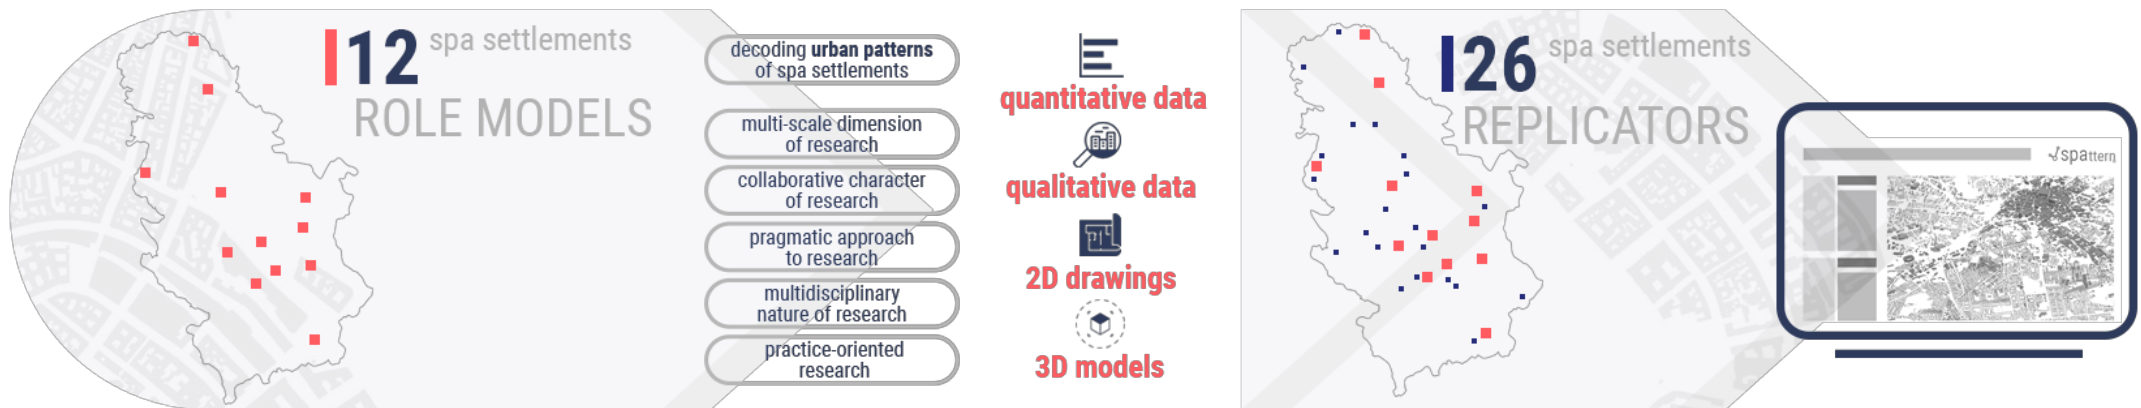 12 spa settlements
ROLE MODELS
decoding urban patterns
of spa settlements
multi-scale dimension
of research
collaborative character
of research
pragmatic approach
to research
multidisciplinary
nature of research
practice-oriented
research
quantitative data
qualitative data
2D drawings
3D models
26 spa settlements
REPLICATORS
spattern